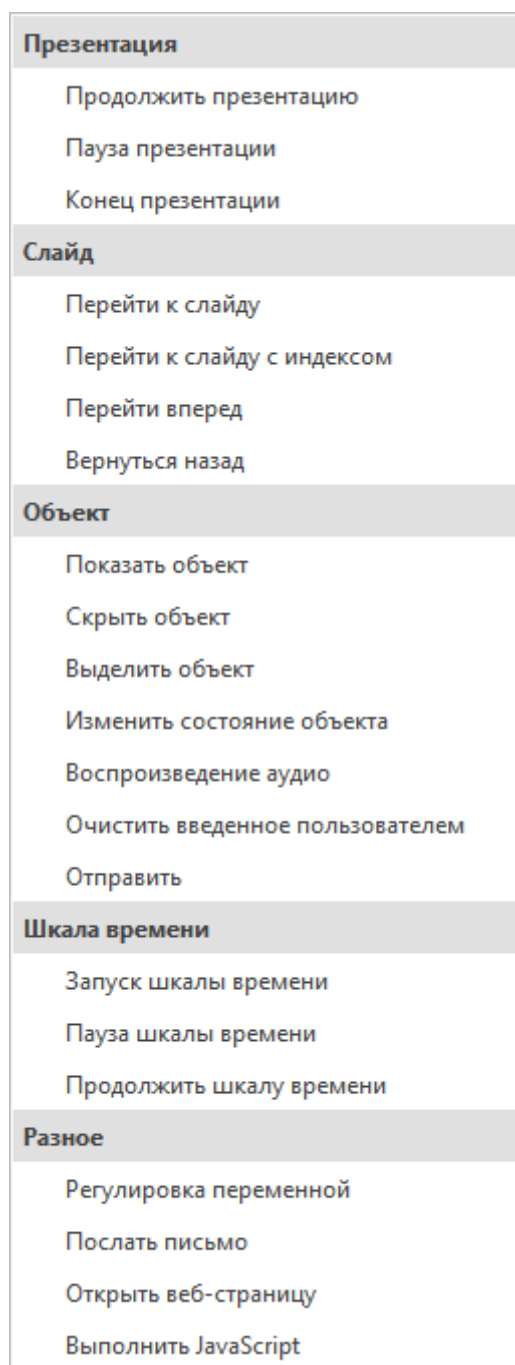 Презентация
Продолжить презентацию
Пауза презентации
Конец презентации
Слайд
Перейти к слайду
Перейти к слайду с индексом
Перейти вперед
Вернуться назад
Объект
Показать объект
Скрыть объект
Выделить объект
Изменить состояние объекта
Воспроизведение аудио
Очистить введенное пользователем
Отправить
Шкала времени
Запуск шкалы времени
Пауза шкалы времени
Продолжить шкалу времени
Разное
Регулировка переменной
Послать письмо
Открыть веб-страницу
Выполнить JavaScript